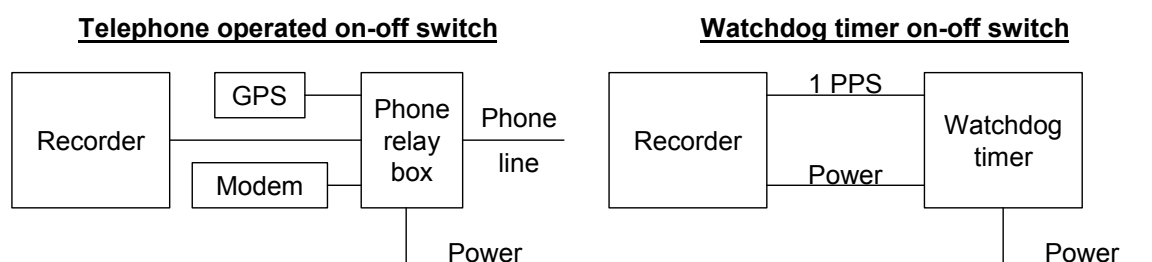 Telephone operated on-off switch
Recorder
GPS
Modem
Phone
relay
box
Phone
line
Power
Watchdog timer on-off switch
Recorder
1 PPS
Power
Watchdog
timer
Power